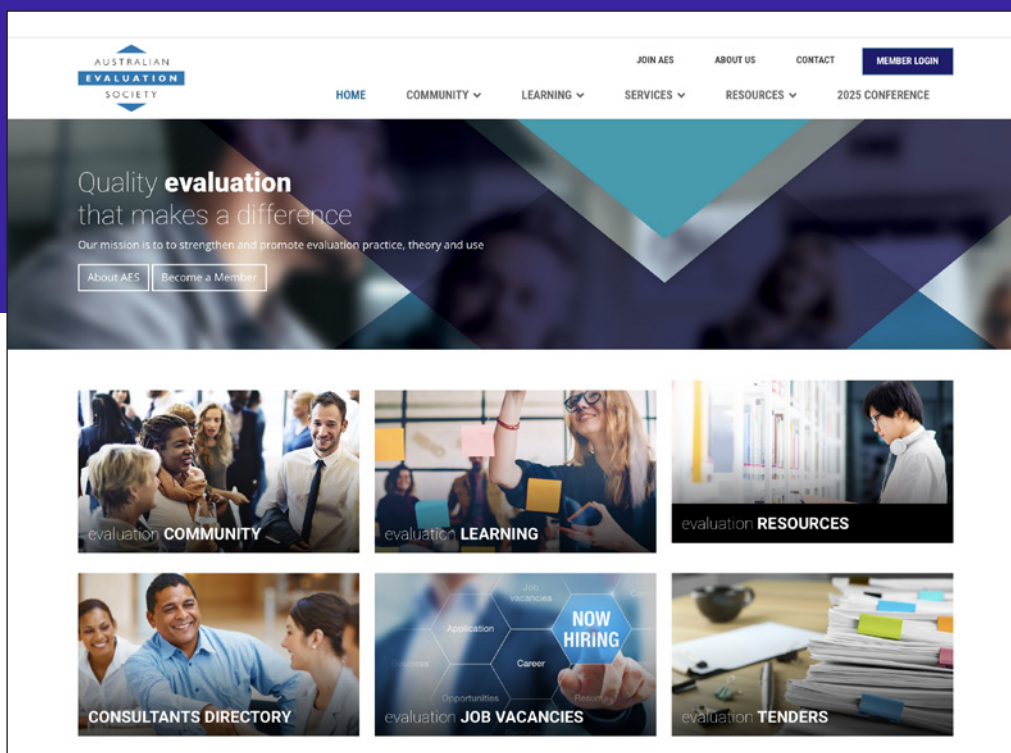 AUSTRALIAN
EVALUATION
SOCIETY
JOIN AES
ABOUT US
CONTACT
MEMBER LOGIN
HOME
COMMUNITY
LEARNING
SERVICES
RESOURCES
2025 CONFERENCE
Quality evaluation
that makes a difference
Our mission is to to strengthen and promote evaluation practice, theory and use
About AES
Become a Member
evaluation COMMUNITY
evaluation LEARNING
evaluation RESOURCES
CONSULTANTS DIRECTORY
Job
vacancies
Application
NOW
HIRING
Business
Career
Opportunities
evaluation JOB VACANCIES
evaluation TENDERS